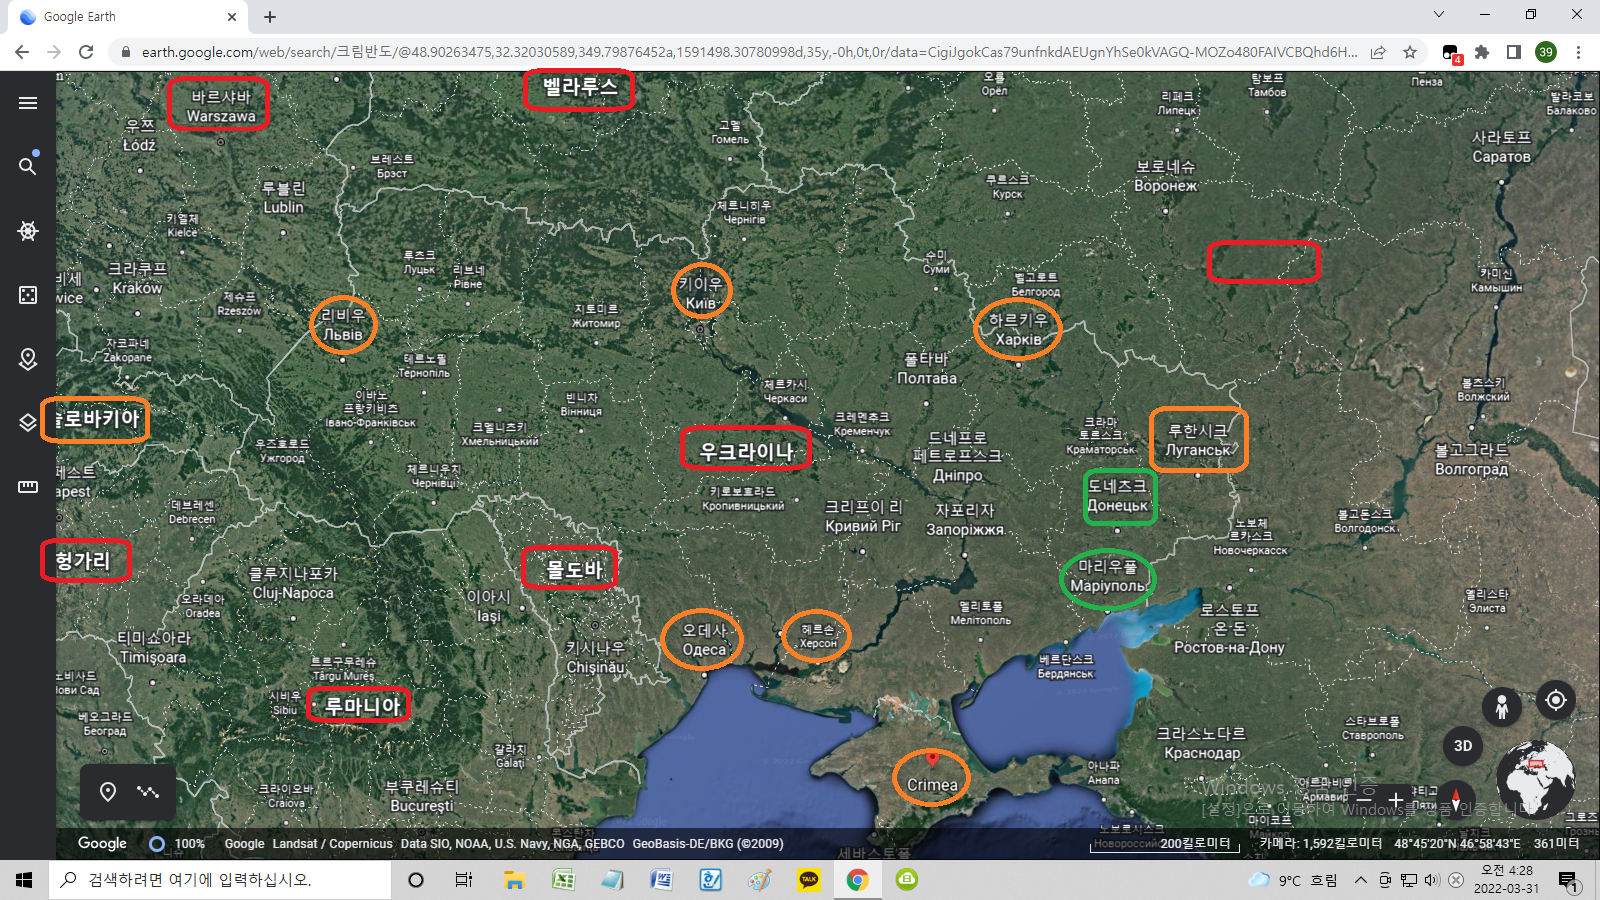 Google Earth
earth.google.com/web/search/크림반도/@48.90263475,32.32030589,349.79876452a,1591498.30780998d,35y,-0h,0t,0r/data=CigiJgokCas79unfnkdAEUgnYhSe0kVAGQ-MOZo480FAIVCBQhd6H...
4
39
바르샤바
Warszawa
벨라루스
오룔
Орёл
탐보프
Тамбов
Пенза
리페크
Липецк
발라코보
Балаково
우쯔
Łódź
고멜
Гомель
사라토프
Саратов
브레스트
Брэст
보로네슈
Воронеж
루블린
Lublin
쿠르스크
Курск
체르니히우
Чернігів
키엘체
Kielce
루츠크
Луцьк
리브네
Рівне
수미
Суми
벨고로트
Белгород
카미신
Камышин
크라쿠프
Kraków
비세
wice
제슈프
Rzeszów
키이우
Київ
리비우
Львів
지토미르
Житомир
하르키우
Харків
자코파네
Zakopane
테르노필
Тернопіль
폴타바
Полтава
체르카시
Черкаси
볼츠스키
Волжский
이바노
프랑키비츠
Івано-Франківськ
빈니차
Вінниця
슬로바키아
크멜니츠키
Хмельницький
크레멘추크
Кременчук
크라마
토르스크
Краматорськ
루한시크
Луганськ
우즈호로드
Ужгород
우크라이나
드네프로
페트로프스크
Дніпро
볼고그라드
Волгоград
페스트
apest
체르니우치
Чернівці
도네츠크
Донецьк
키로보흐라드
Кропивницький
데브레센
Debrecen
크리프이 리
Кривий Ріг
자포리자
Запоріжжя
볼고돈스크
Волгодонск
노보체
르카스크
Новочеркасск
헝가리
몰도바
마리우폴
Маріуполь
클루지나포카
Cluj-Napoca
오라데아
Oradea
이아시
Iași
멜리토폴
Мелітополь
엘리스타
Элиста
로스토프
온 돈
Ростов-на-Дону
티미쇼아라
Timișoara
오데사
Одеса
헤르손
Херсон
키시나우
Chișinău
트르구무레슈
Târgu Mureș
베르단스크
Бердянськ
노비사드
Нови Сад
시비우
Sibiu
루마니아
베오그라드
Београд
스타브로폴
Ставрополь
크라스노다르
Краснодар
갈라치
Galați
Crimea
아나파
Анапа
3D
크라이오바
Craiova
부쿠레슈티
București
Армавир
Windows 정품 인증
[설정]으로 이동하여 Windows를 정품 인증합니다.
마이코프
Майкоп
노보로시스크
Новороссийск
세바스토폴
Google
100%
Google Landsat / Copernicus Data SIO, NOAA, U.S. Navy, NGA, GEBCO GeoBasis-DE/BKG (©2009)
200킬로미터
카메라: 1,592킬로미터
48°45'20"N 46°58'43"E
361미터
검색하려면 여기에 입력하십시오.
TALK
9°C 흐림
오전 4:28
2022-03-31
1